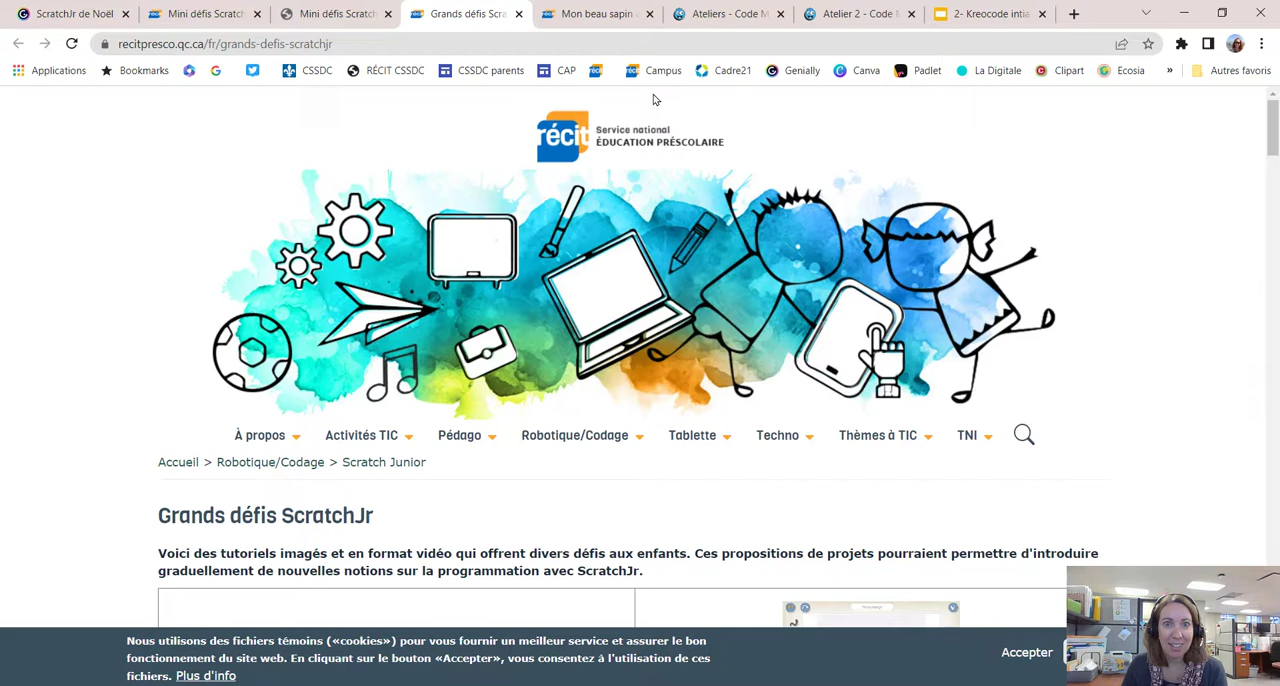 ScratchJr de Noël
Mini défis Scratch
Mini défis Scratch
Grands défis Scra
Mon beau sapin
Ateliers - Code M
Atelier 2 - Code M
2- Kreocode intia
recitpresco.qc.ca/fr/grands-defis-scratchjr
Applications
Bookmarks
CSSDC
RÉCIT CSSDC
CSSDC parents
CAP
Campus
Cadre21
Genially
Canva
Padlet
La Digitale
Clipart
Ecosia
»
Autres favoris
récit
Service national
ÉDUCATION PRÉSCOLAIRE
À propos
Activités TIC
Pédago
Robotique/Codage
Tablette
Techno
Thèmes à TIC
TNI
Accueil > Robotique/Codage > Scratch Junior
Grands défis ScratchJr
Voici des tutoriels imagés et en format vidéo qui offrent divers défis aux enfants. Ces propositions de projets pourraient permettre d'introduire
graduellement de nouvelles notions sur la programmation avec ScratchJr.
Nous utilisons des fichiers témoins («cookies») pour vous fournir un meilleur service et assurer le bon
fonctionnement du site web. En cliquant sur le bouton «Accepter», vous consentez à l'utilisation de ces
fichiers. Plus d'info
Accepter